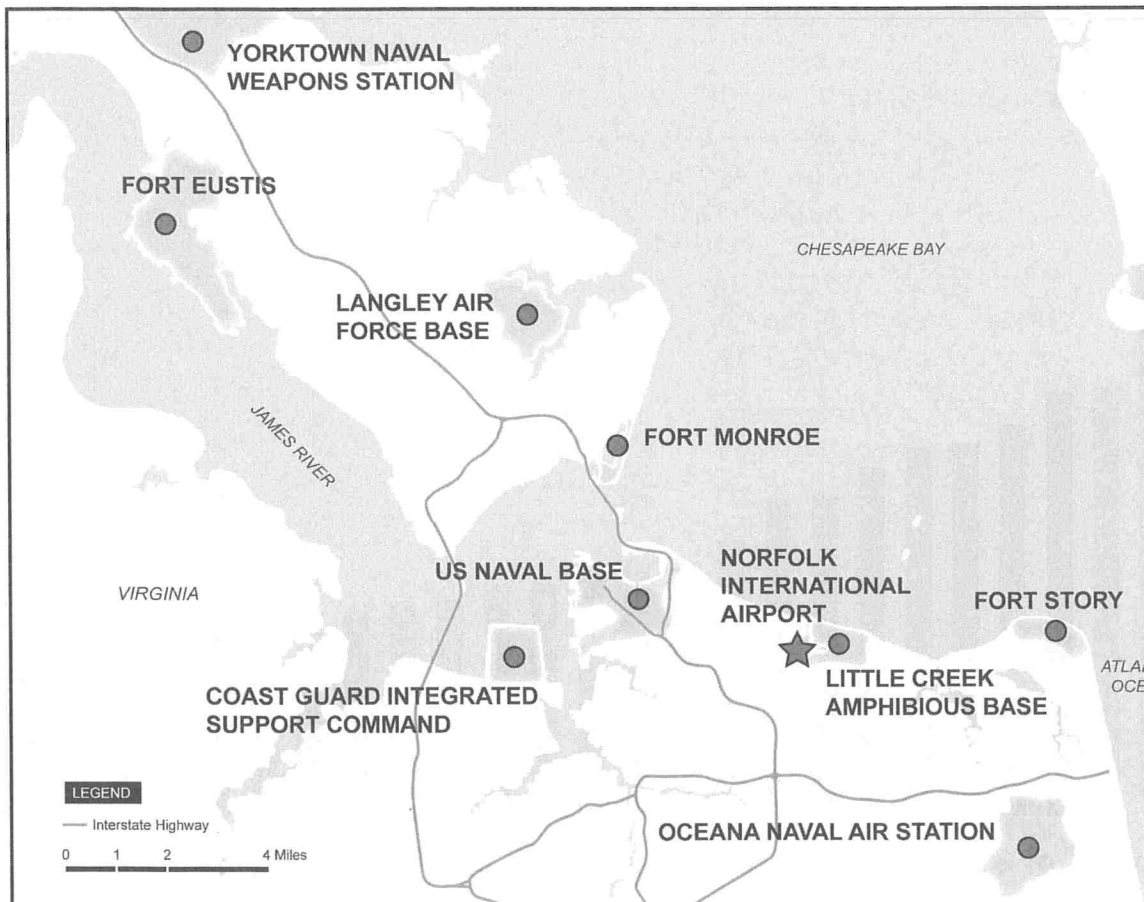 YORKTOWN NAVAL
WEAPONS STATION
FORT EUSTIS
CHESAPEAKE BAY
LANGLEY AIR
FORCE BASE
JAMES RIVER
FORT MONROE
US NAVAL BASE
NORFOLK
INTERNATIONAL
AIRPORT
VIRGINIA
FORT STORY
COAST GUARD INTEGRATED
SUPPORT COMMAND
LITTLE CREEK
AMPHIBIOUS BASE
LEGEND
Interstate Highway
OCEANA NAVAL AIR STATION
0 1 2 4 Miles